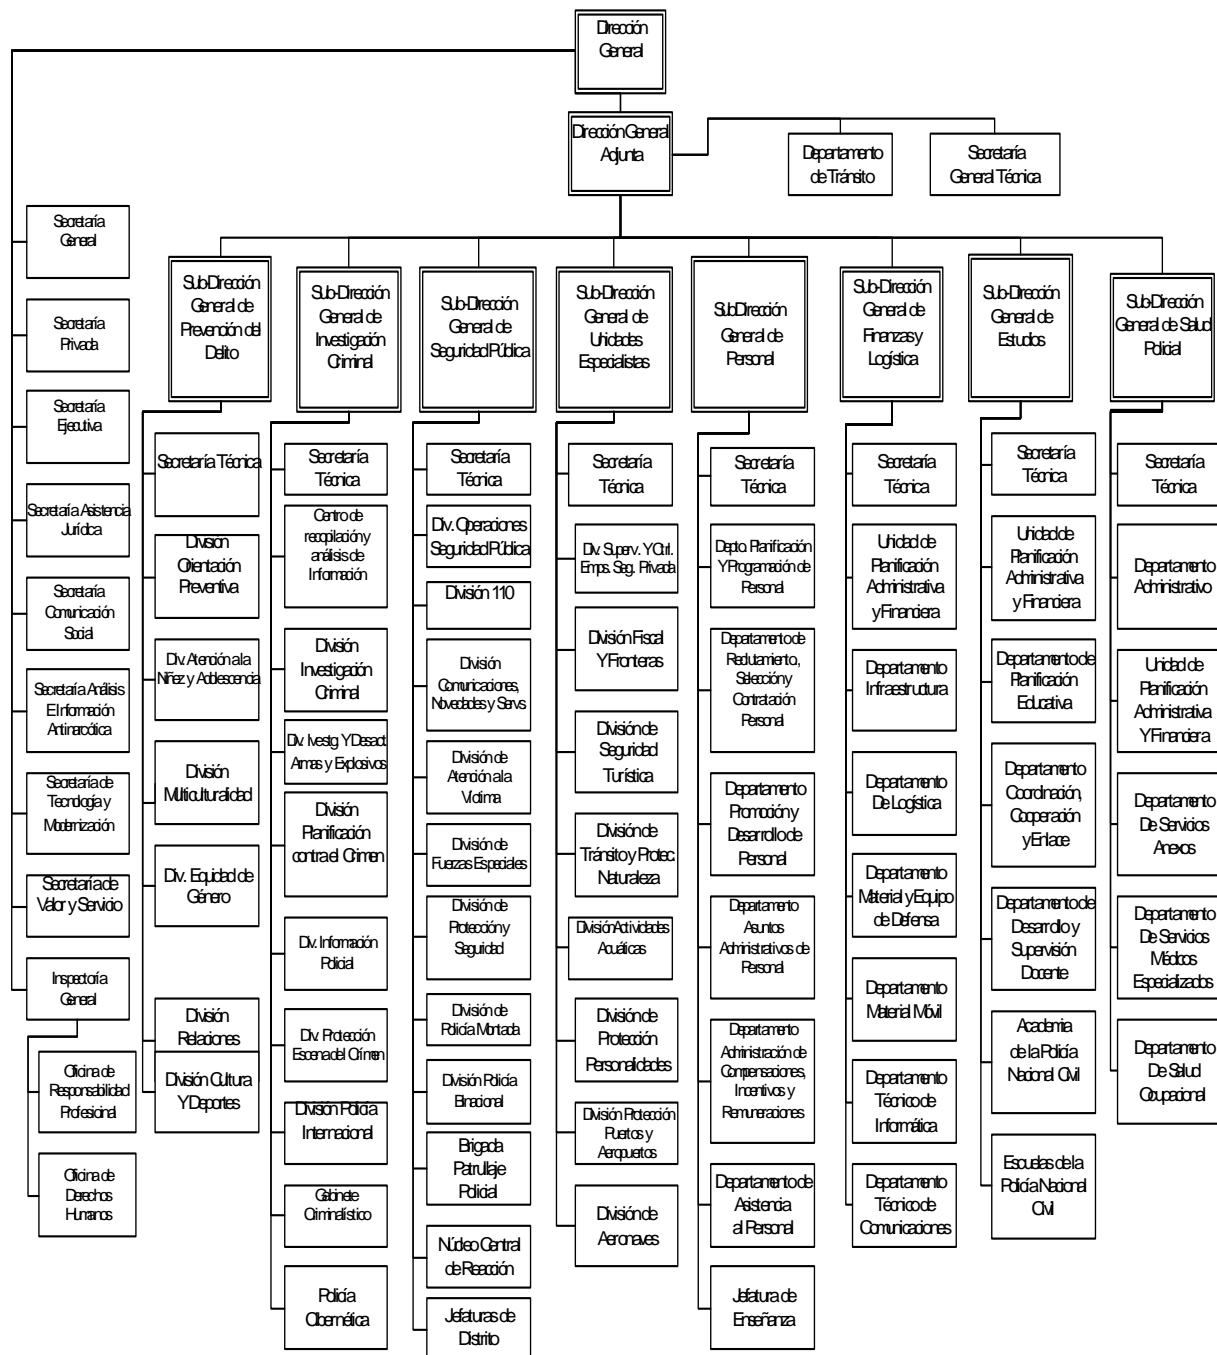 Dirección
General
Dirección General
Adjunta
Departamento
de Tránsito
Secretaría
General Técnica
Secretaría
General
Secretaría
Privada
Secretaría
Ejecutiva
Secretaría Asistencia
Jurídica
Secretaría
Comunicación
Social
Secretaría Análisis
E Información
Antinarcótica
Secretaría de
Tecnología y
Modernización
Secretaría de
Valor y Servicio
Inspectoría
General
Oficina de
Responsabilidad
Profesional
Oficina de
Derechos
Humanos
Sub-Dirección
General de
Prevención del
Delito
Secretaría Técnica
División
Orientación
Preventiva
Div. Atención a la
Niñez y Adolescencia
División
Multiculturalidad
Div. Equidad de
Género
División
Relaciones
División Cultura
Y Deportes
Sub-Dirección
General de
Investigación
Criminal
Secretaría
Técnica
Centro de
recopilación y
análisis de
Información
División
Investigación
Criminal
Div. Ivestg. Y Desact.
Armas y Explosivos
División
Planificación
contra el Crimen
Div. Información
Policial
Div. Protección
Escena del Crímen
División Policía
Internacional
Gabinete
Criminalístico
Policía
Cibernética
Sub-Dirección
General de
Seguridad Pública
Secretaría
Técnica
Div. Operaciones
Seguridad Pública
División 110
División
Comunicaciones,
Novedades y Servs
División de
Atención a la
Víctima
División de
Fuerzas Especiales
División de
Protección y
Seguridad
División de
Policía Montada
División Policía
Binacional
Brigada
Patrullaje
Policial
Núcleo Central
de Reacción
Jefaturas de
Distrito
Sub-Dirección
General de
Unidades
Especialistas
Secretaría
Técnica
Div. Superv. Y Ctrl.
Emps. Seg. Privada
División Fiscal
Y Fronteras
División de
Seguridad
Turística
División de
Tránsito y Protec.
Naturaleza
División Actividades
Acuáticas
División de
Protección
Personalidades
División Protección
Puertos y
Aeropuertos
División de
Aeronaves
Sub Dirección
General de
Personal
Secretaría
Técnica
Depto. Planificación
Y Programación de
Personal
Departamento de
Reclutamiento,
Selección y
Contratación
Personal
Departamento
Promoción y
Desarrollo de
Personal
Departamento
Asuntos
Administrativos de
Personal
Departamento
Administración de
Compensaciones,
Incentivos y
Remuneraciones
Departamento de
Asistencia
al Personal
Jefatura de
Enseñanza
Sub-Dirección
General de
Finanzas y
Logística
Secretaría
Técnica
Unidad de
Planificación
Administrativa
y Financiera
Departamento
Infraestructura
Departamento
De Logística
Departamento
Material y Equipo
de Defensa
Departamento
Material Móvil
Departamento
Técnico de
Informática
Departamento
Técnico de
Comunicaciones
Sub-Dirección
General de
Estudios
Secretaría
Técnica
Unidad de
Planificación
Administrativa
y Financiera
Departamento de
Planificación
Educativa
Departamento
Coordinación,
Cooperación
y Enlace
Departamento de
Desarrollo y
Supervisión
Docente
Academia
de la Policía
Nacional Civil
Escuelas de la
Policía Nacional
Civil
Sub-Dirección
General de Salud
Policial
Secretaría
Técnica
Departamento
Administrativo
Unidad de
Planificación
Administrativa
Y Financiera
Departamento
De Servicios
Anexos
Departamento
De Servicios
Médicos
Especializados
Departamento
De Salud
Ocupacional